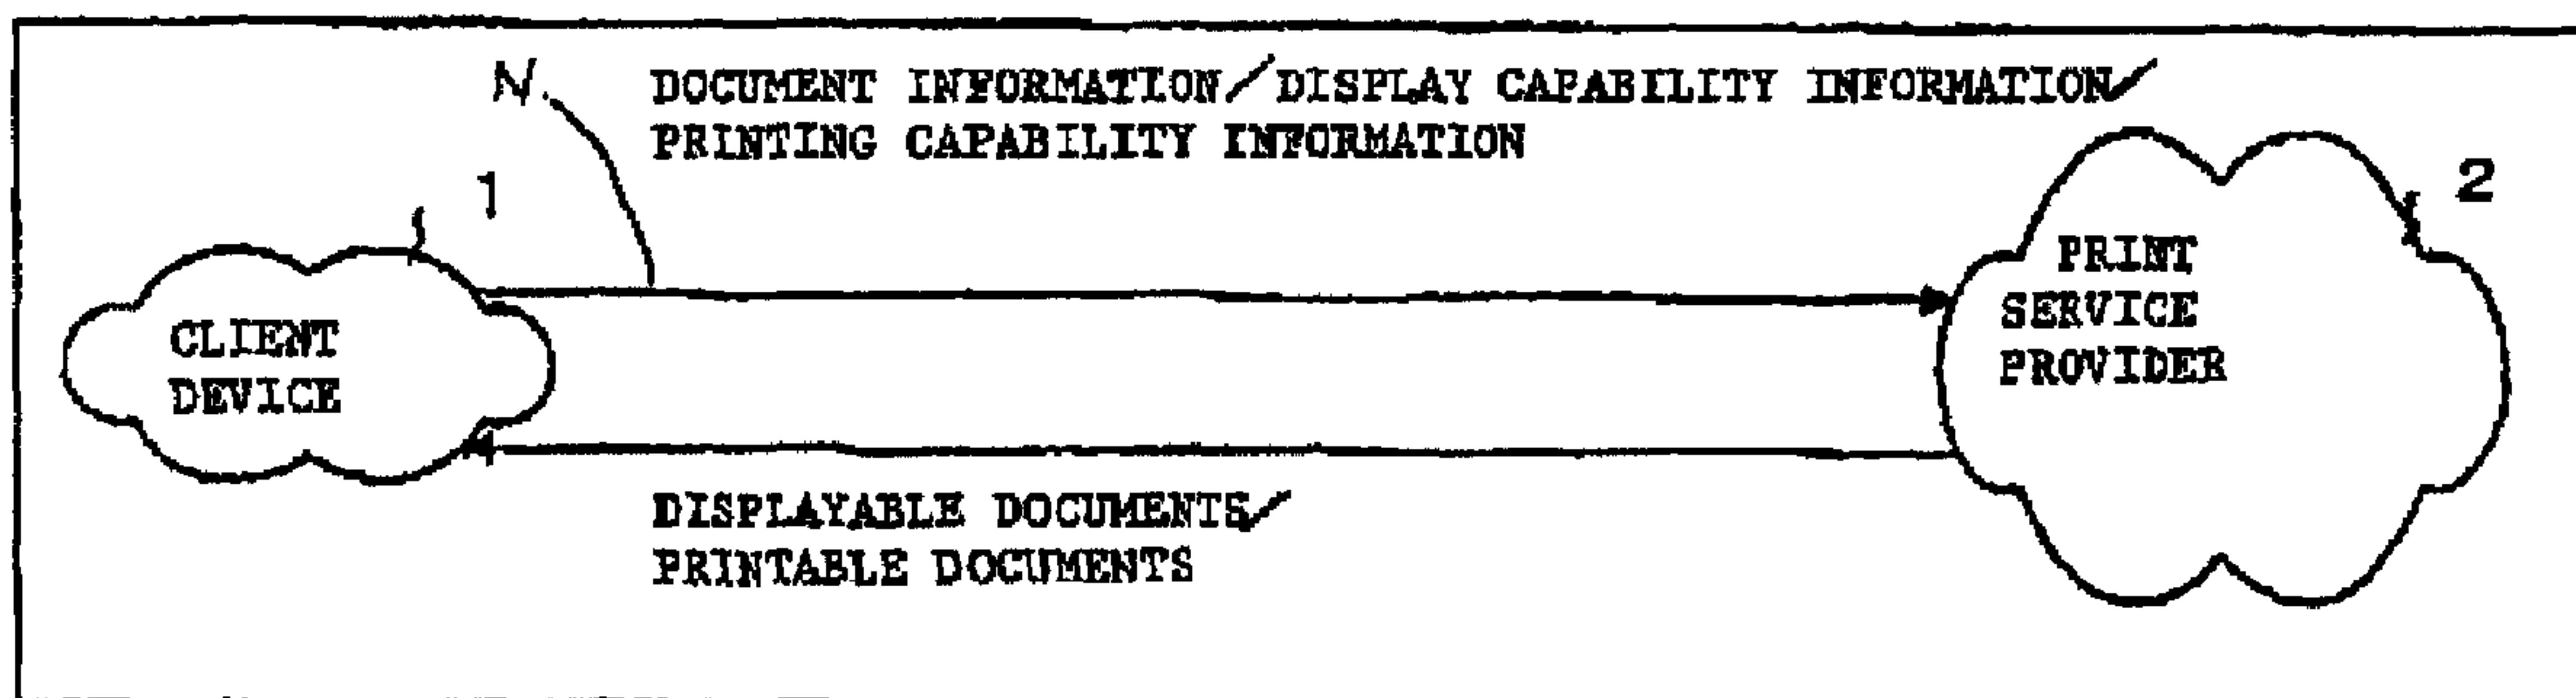 N.
DOCUMENT INFORMATION/DISPLAY CAPABILITY INFORMATION/
PRINTING CAPABILITY INFORMATION
1
2
CLIENT
DEVICE
PRINT
SERVICE
PROVIDER
DISPLAYABLE DOCUMENTS/
PRINTABLE DOCUMENTS